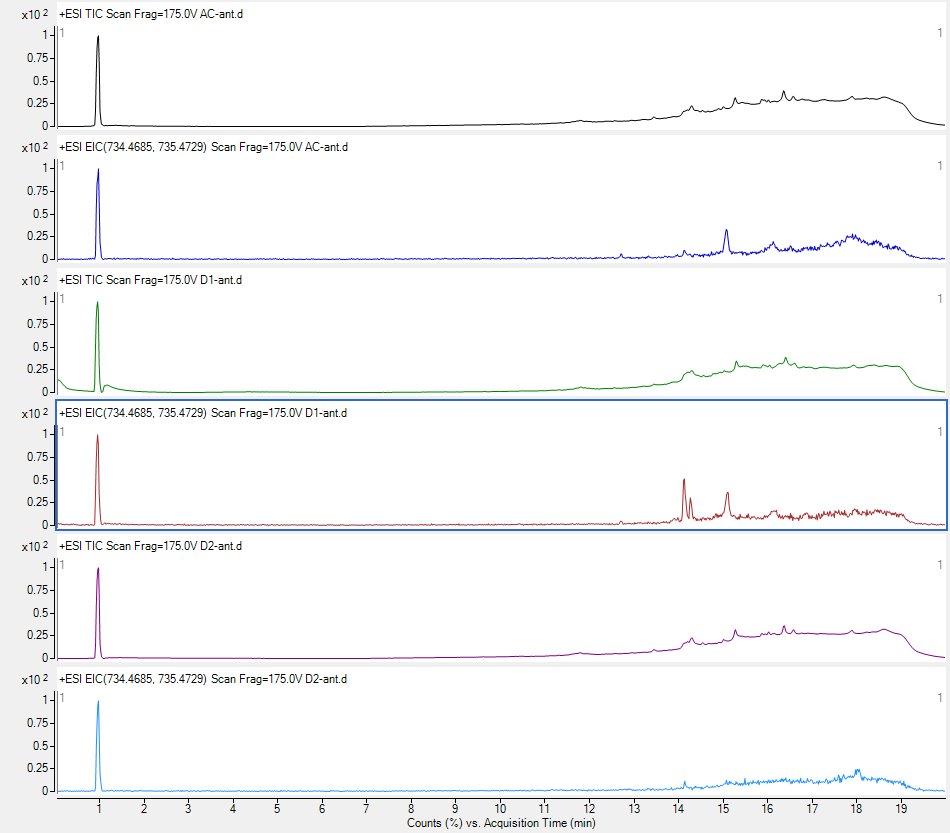 x10 2 +ESI TIC Scan Frag=175.0V AC-ant.d
1 1 1
0.75
0.5
0.25
0
x10 2 +ESI EIC(734.4685, 735.4729) Scan Frag=175.0V AC-ant.d
1 1 1
0.75
0.5
0.25
0
x10 2 +ESI TIC Scan Frag=175.0V D1-ant.d
1 1 1
0.75
0.5
0.25
0
x10 2 +ESI EIC(734.4685, 735.4729) Scan Frag=175.0V D1-ant.d
1 1 1
0.75
0.5
0.25
0
x10 2 +ESI TIC Scan Frag=175.0V D2-ant.d
1 1 1
0.75
0.5
0.25
0
x10 2 +ESI EIC(734.4685, 735.4729) Scan Frag=175.0V D2-ant.d
1 1 1
0.75
0.5
0.25
0
1 2 3 4 5 6 7 8 9 10 11 12 13 14 15 16 17 18 19
Counts (%) vs. Acquisition Time (min)